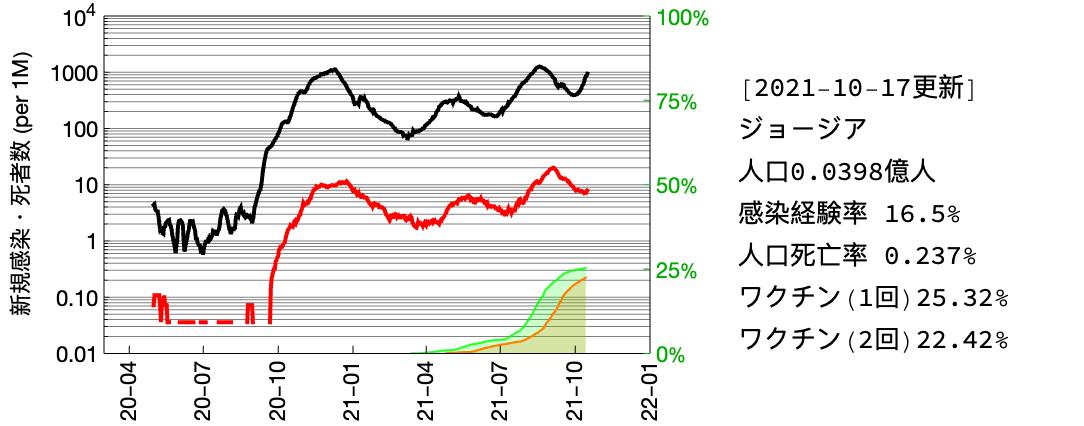 10⁴
1000
100
10
1
0.10
0.01
新規感染・死者数 (per 1M)
100%
75%
50%
25%
0%
20-04
20-07
20-10
21-01
21-04
21-07
21-10
22-01
[2021-10-17更新]
ジョージア
人口0.0398億人
感染経験率 16.5%
人口死亡率 0.237%
ワクチン(1回)25.32%
ワクチン(2回)22.42%